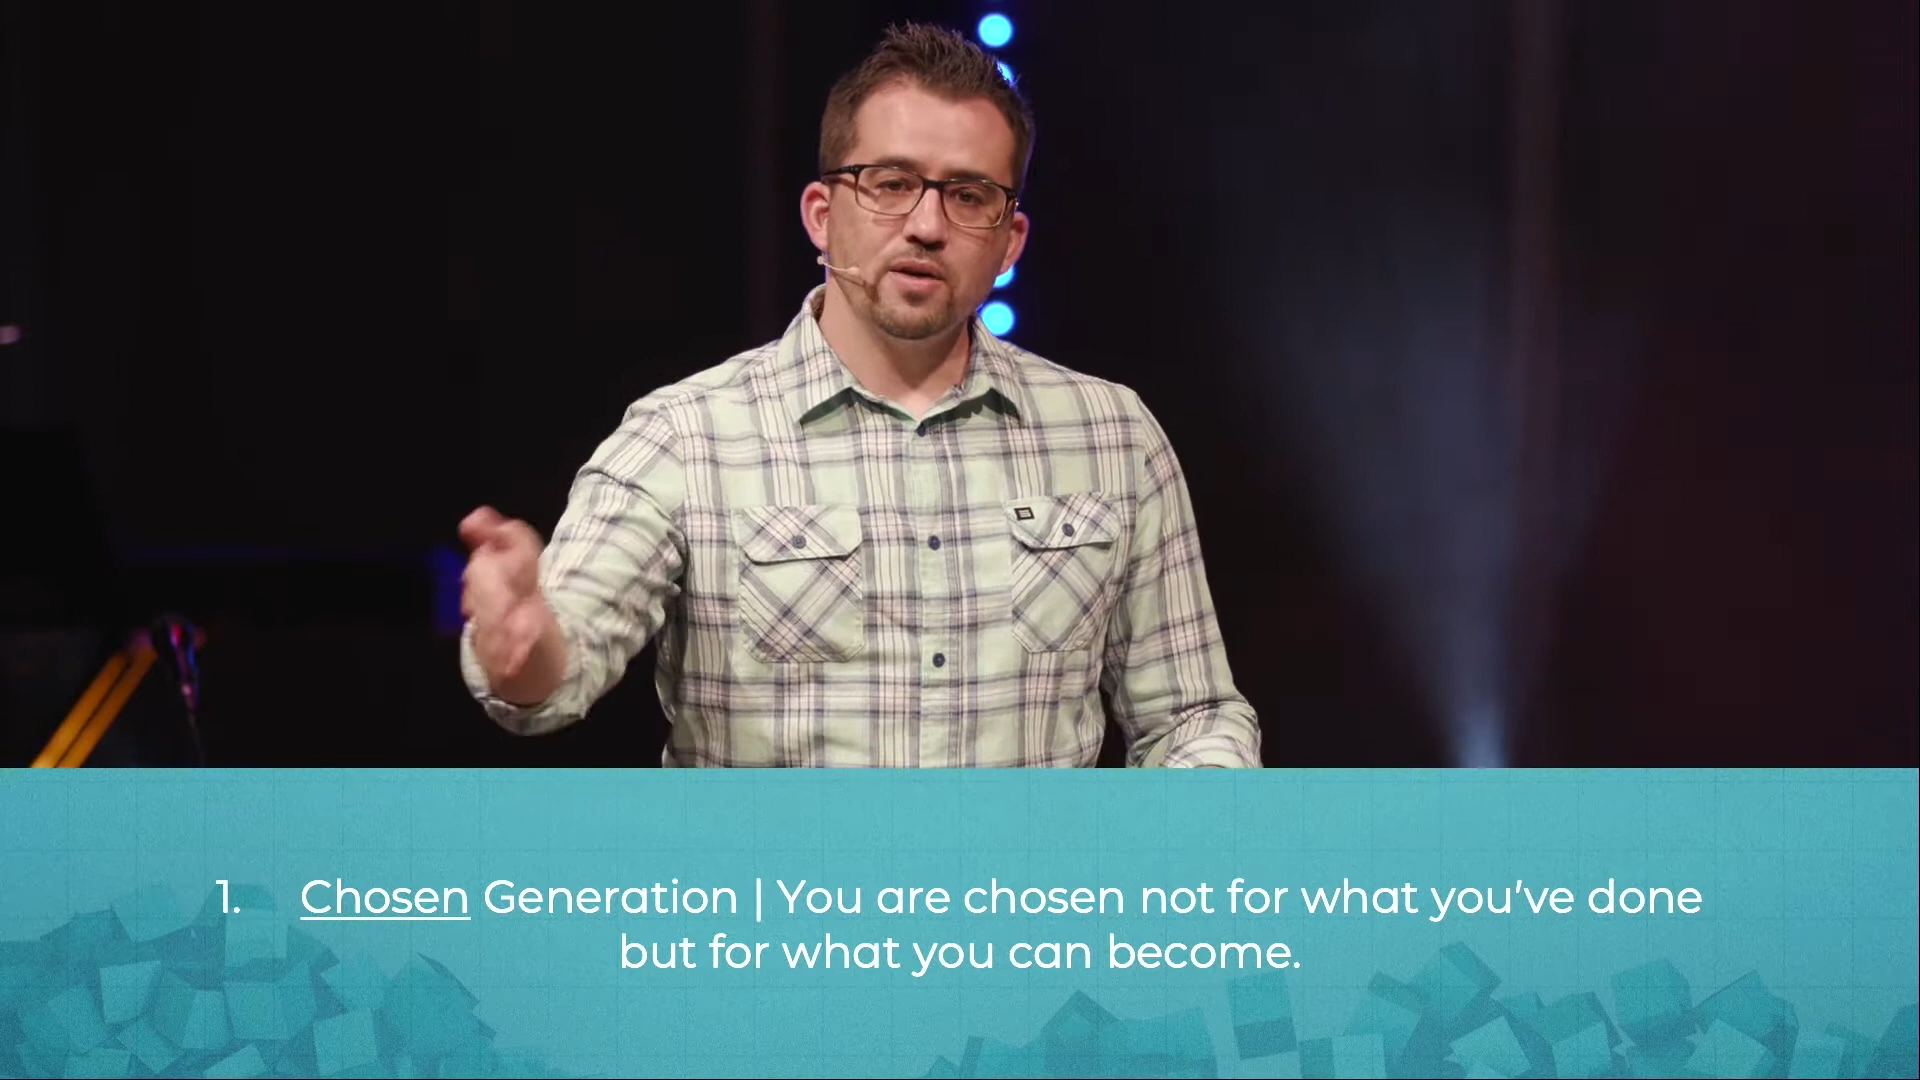 1. Chosen Generation | You are chosen not for what you've done
but for what you can become.